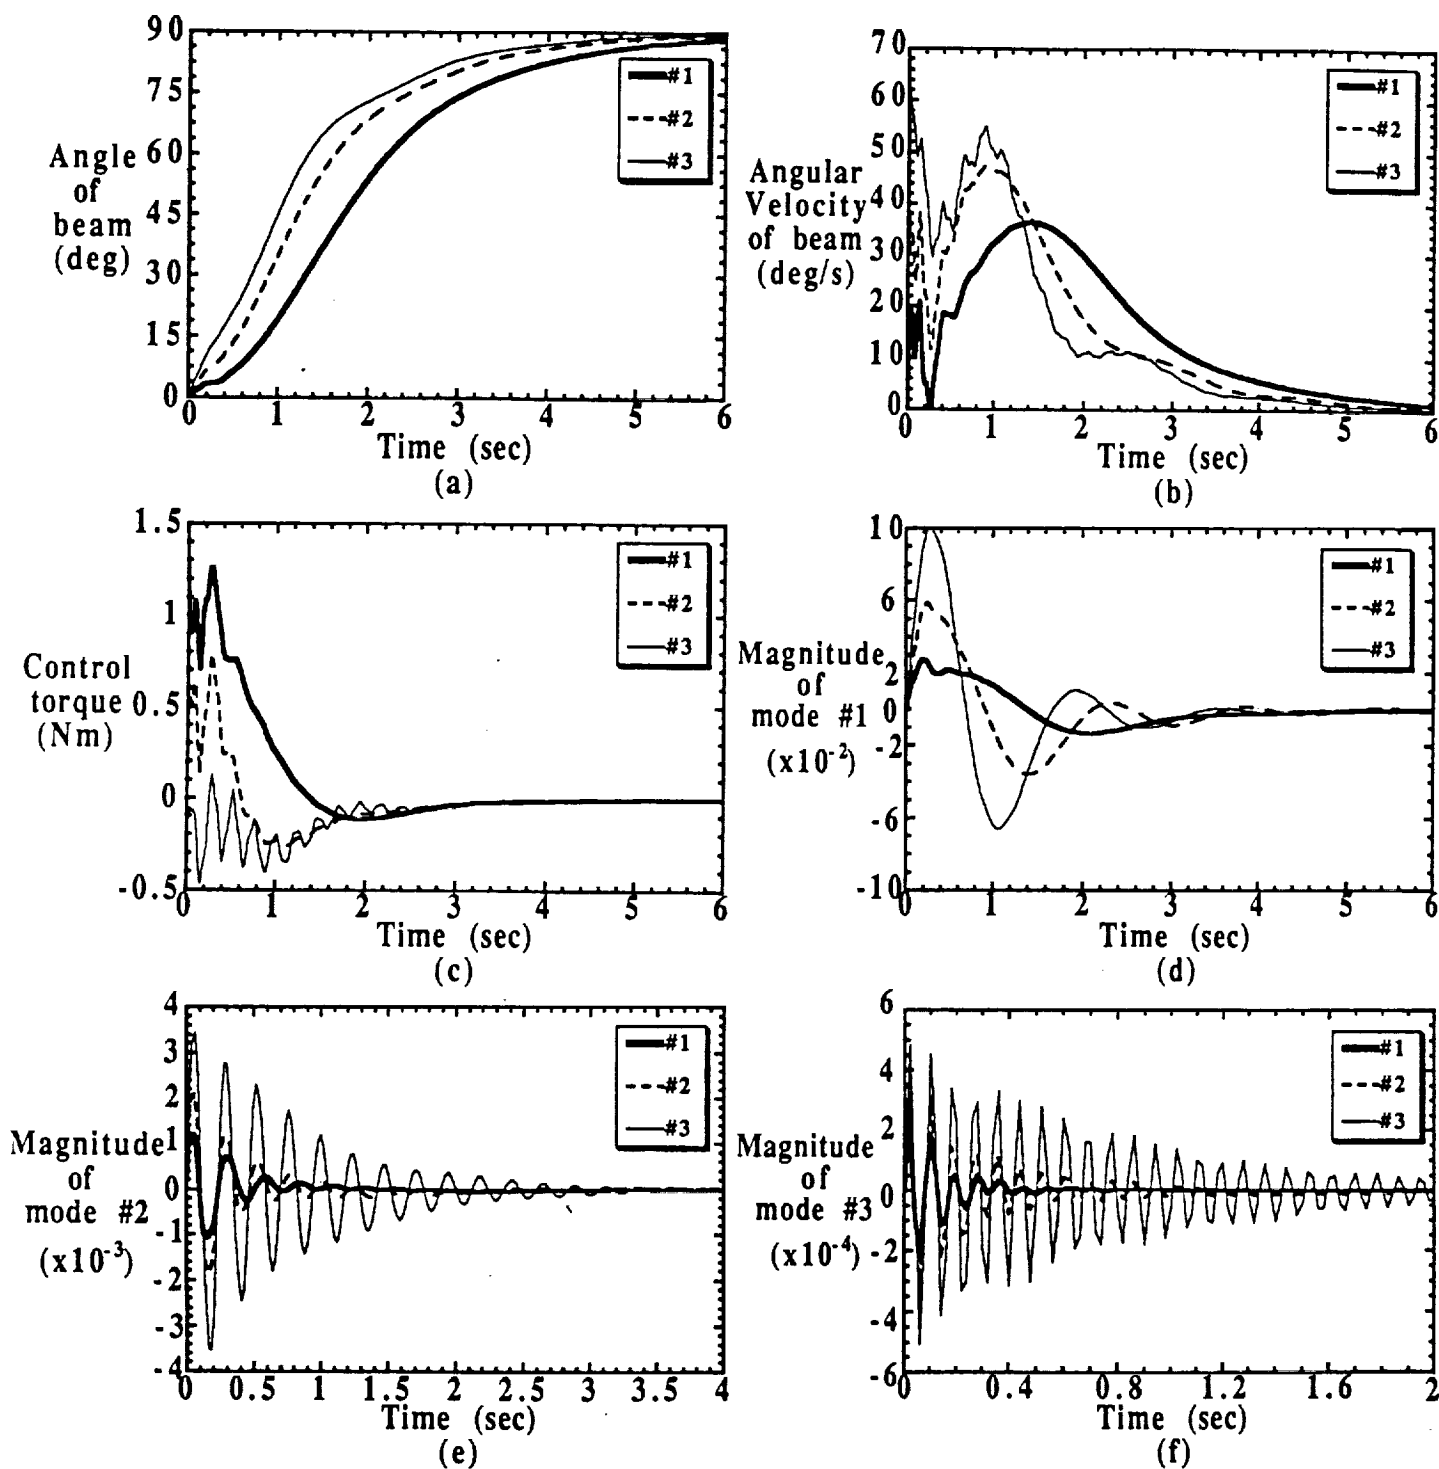 90
75
60
45
30
15
0
Angle
of
beam
(deg)
#1
#2
#3
0 1 2 3 4 5 6
Time (sec)
(a)
70
60
50
40
30
20
10
0
Angular
Velocity
of beam
(deg/s)
#1
#2
#3
0 1 2 3 4 5 6
Time (sec)
(b)
1.5
1
0.5
0
-0.5
Control
torque
(Nm)
#1
#2
#3
0 1 2 3 4 5 6
Time (sec)
(c)
10
6
2
0
-2
-6
-10
Magnitude
of
mode #1
(x10⁻²)
#1
#2
#3
0 1 2 3 4 5 6
Time (sec)
(d)
4
3
2
1
0
-1
-2
-3
-4
Magnitude
of
mode #2
(x10⁻³)
#1
#2
#3
0 0.5 1 1.5 2 2.5 3 3.5 4
Time (sec)
(e)
6
4
2
0
-2
-4
-6
Magnitude
of
mode #3
(x10⁻⁴)
#1
#2
#3
0 0.4 0.8 1.2 1.6 2
Time (sec)
(f)